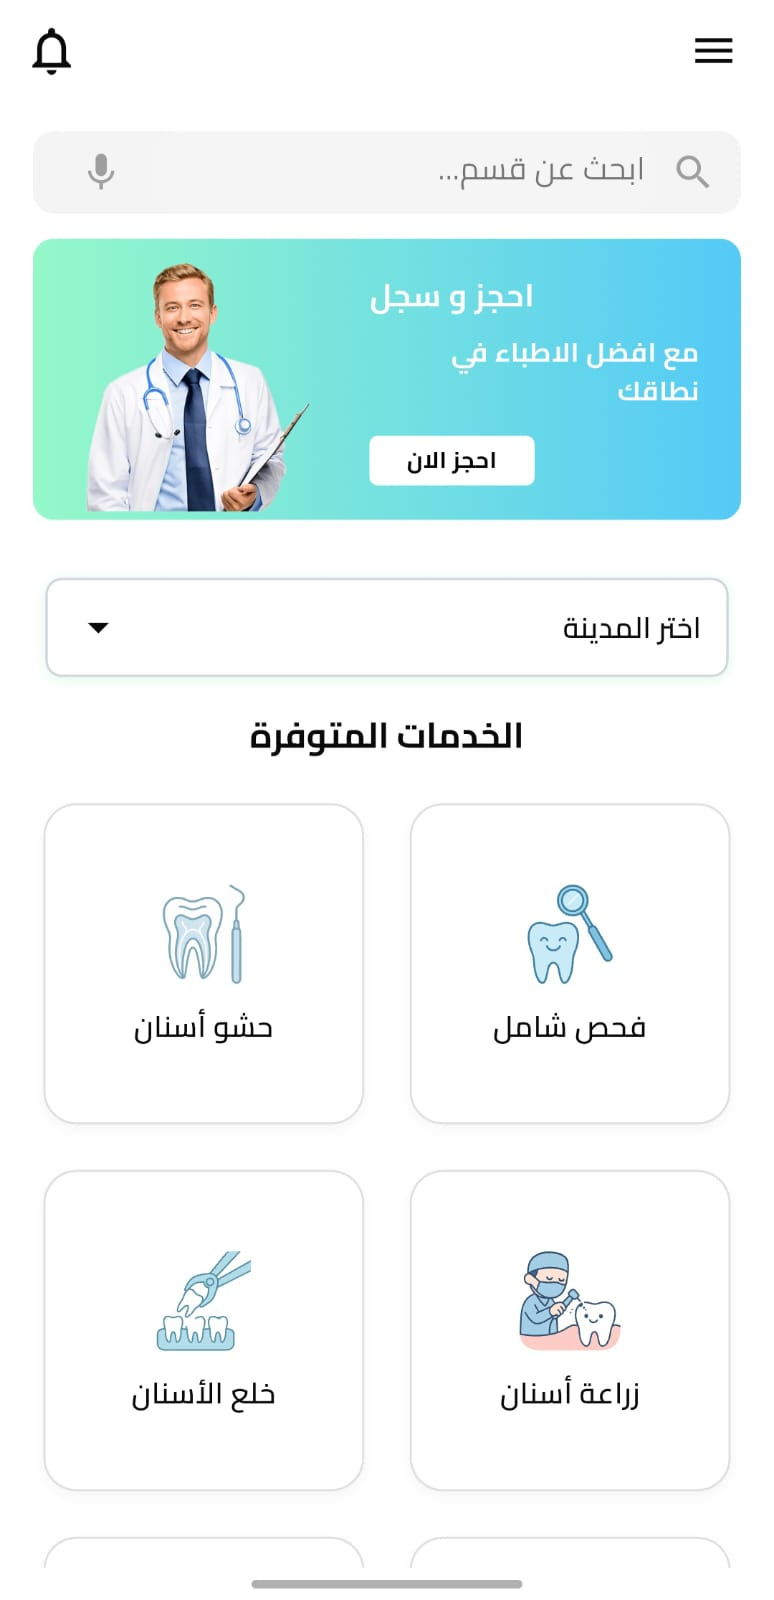 ابحث عن قسم...
احجز و سجل
مع افضل الاطباء في
نطاقك
احجز الان
اختر المدينة
الخدمات المتوفرة
فحص شامل
حشو أسنان
زراعة أسنان
خلع الأسنان